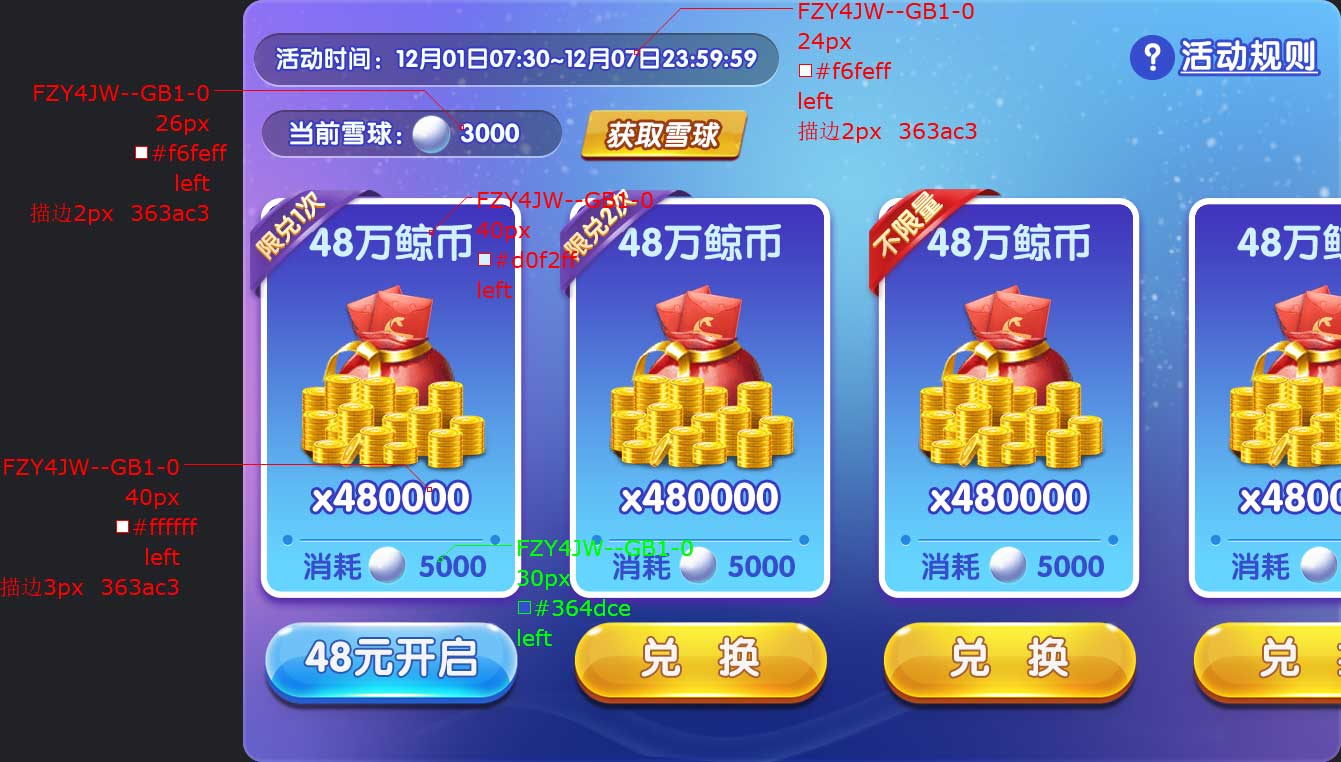 FZY4JW--GB1-0
24px
#f6feff
left
描边2px 363ac3
活动时间：12月01日07:30~12月07日23:59:59
? 活动规则
FZY4JW--GB1-0
26px
#f6feff
left
描边2px 363ac3
当前雪球： 3000
获取雪球
FZY4JW--GB1-0
40px
#d0f2ff
left
限兑1次
48万鲸币
限兑2次
48万鲸币
不限量
48万鲸币
48万
FZY4JW--GB1-0
40px
#ffffff
left
描边3px 363ac3
x480000
x480000
x480000
x480
FZY4JW--GB1-0
30px
#364dce
left
消耗 5000
消耗 5000
消耗 5000
消耗
48元开启
兑 换
兑 换
兑